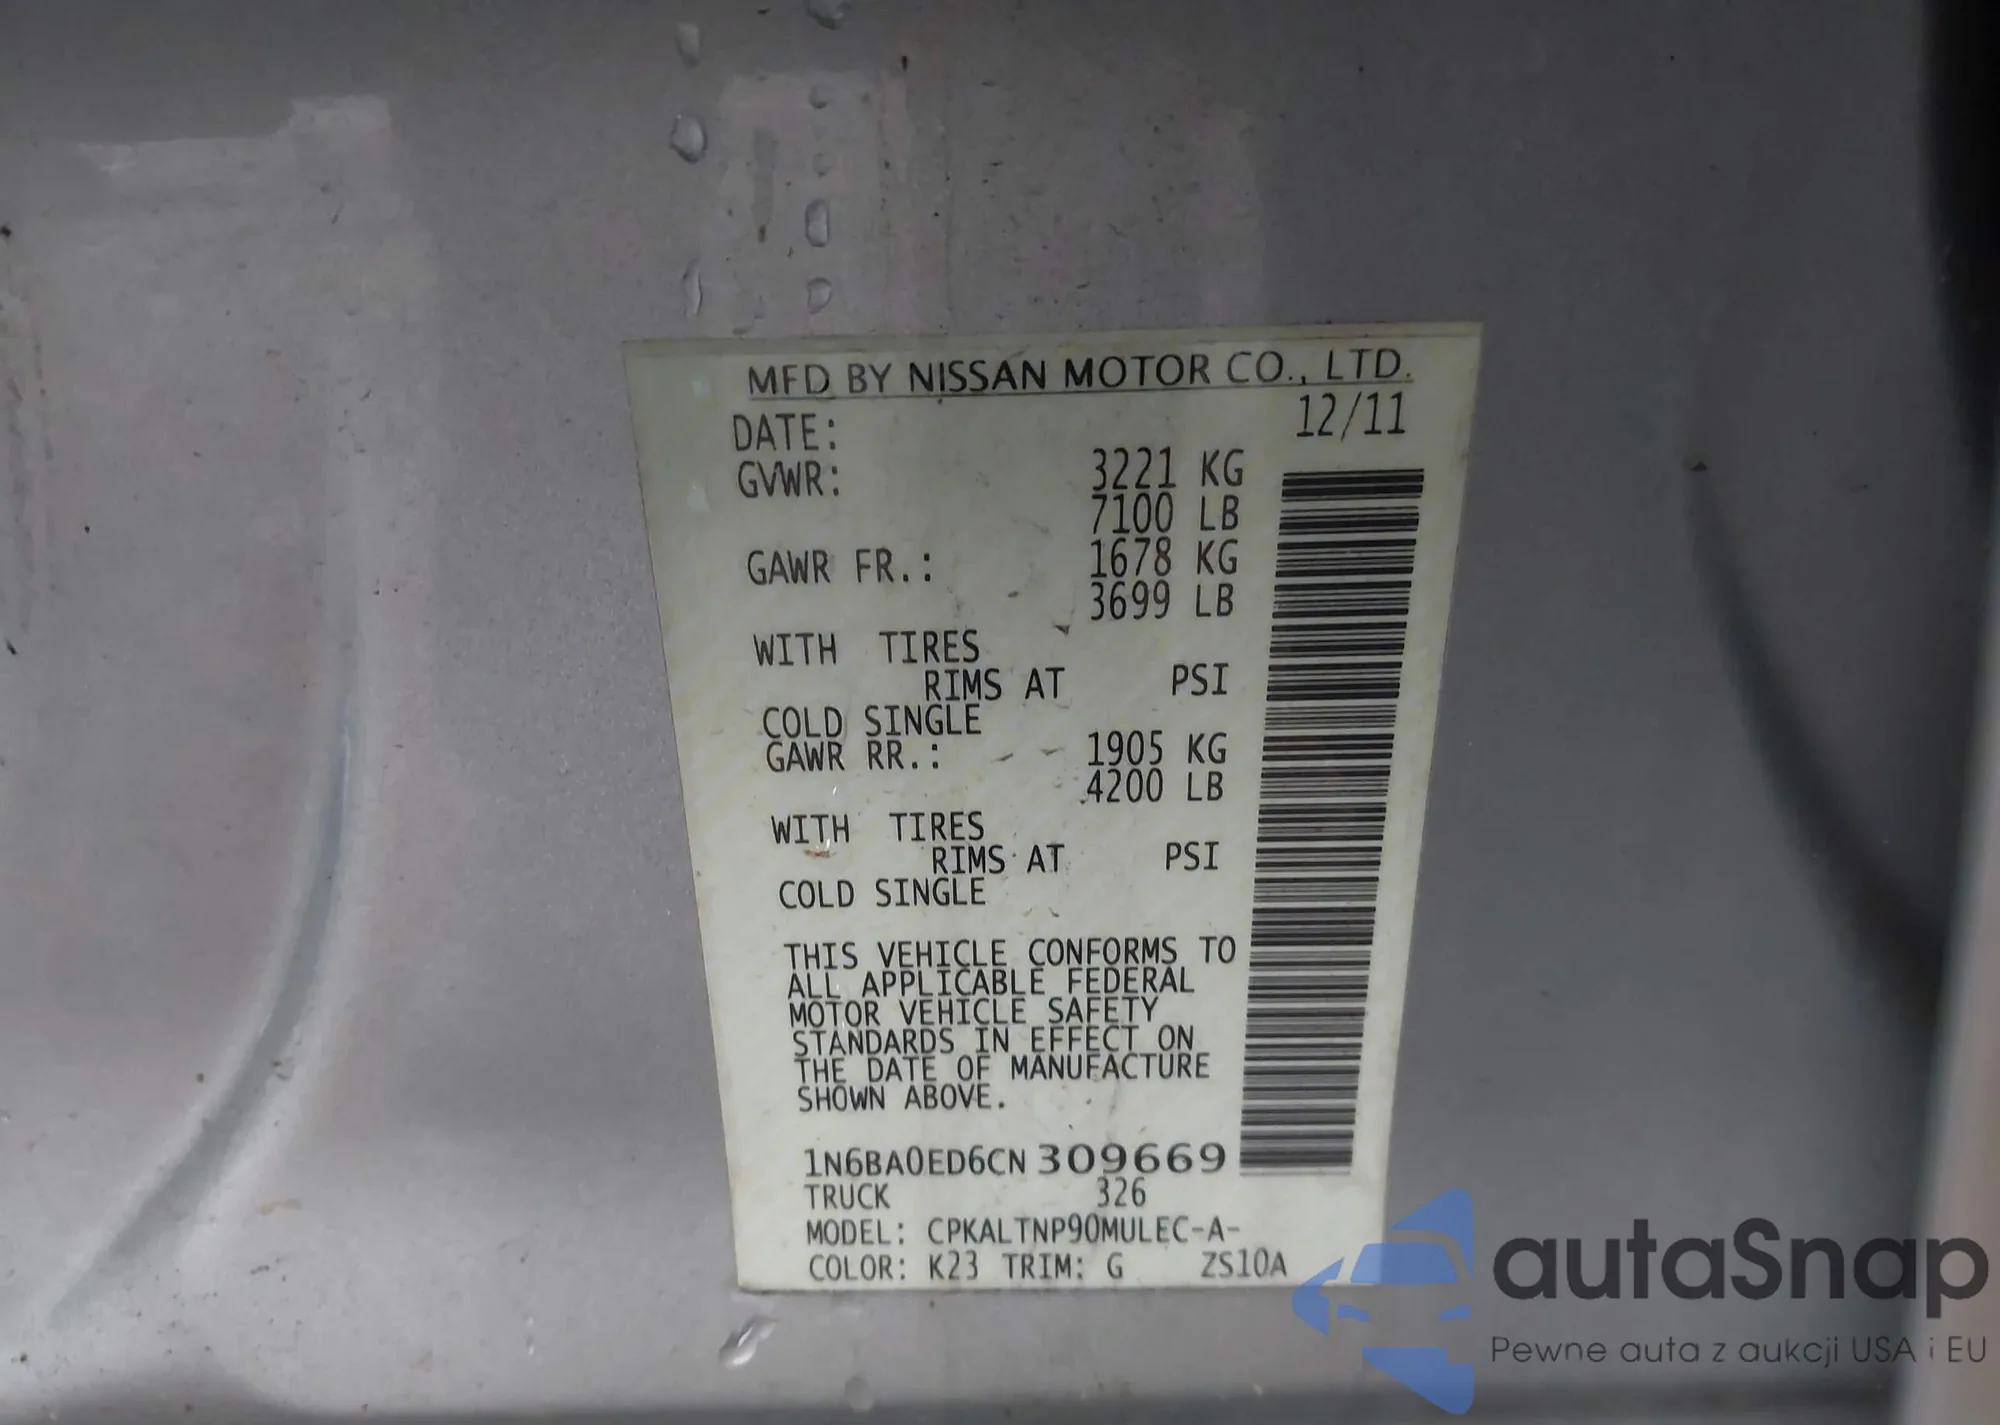 MFD BY NISSAN MOTOR CO., LTD.
DATE: 12/11
GVWR: 3221 KG
7100 LB
GAWR FR.: 1678 KG
3699 LB
WITH TIRES
RIMS AT PSI
COLD SINGLE
GAWR RR.: 1905 KG
4200 LB
WITH TIRES
RIMS AT PSI
COLD SINGLE
THIS VEHICLE CONFORMS TO
ALL APPLICABLE FEDERAL
MOTOR VEHICLE SAFETY
STANDARDS IN EFFECT ON
THE DATE OF MANUFACTURE
SHOWN ABOVE.
1N6BA0ED6CN309669
TRUCK 326
MODEL: CPKALTNP90MULEC-A-
COLOR: K23 TRIM: G ZS10A
autaSnap
Pewne auta z aukcji USA i EU